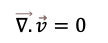 ∇⃗. v⃗ = 0